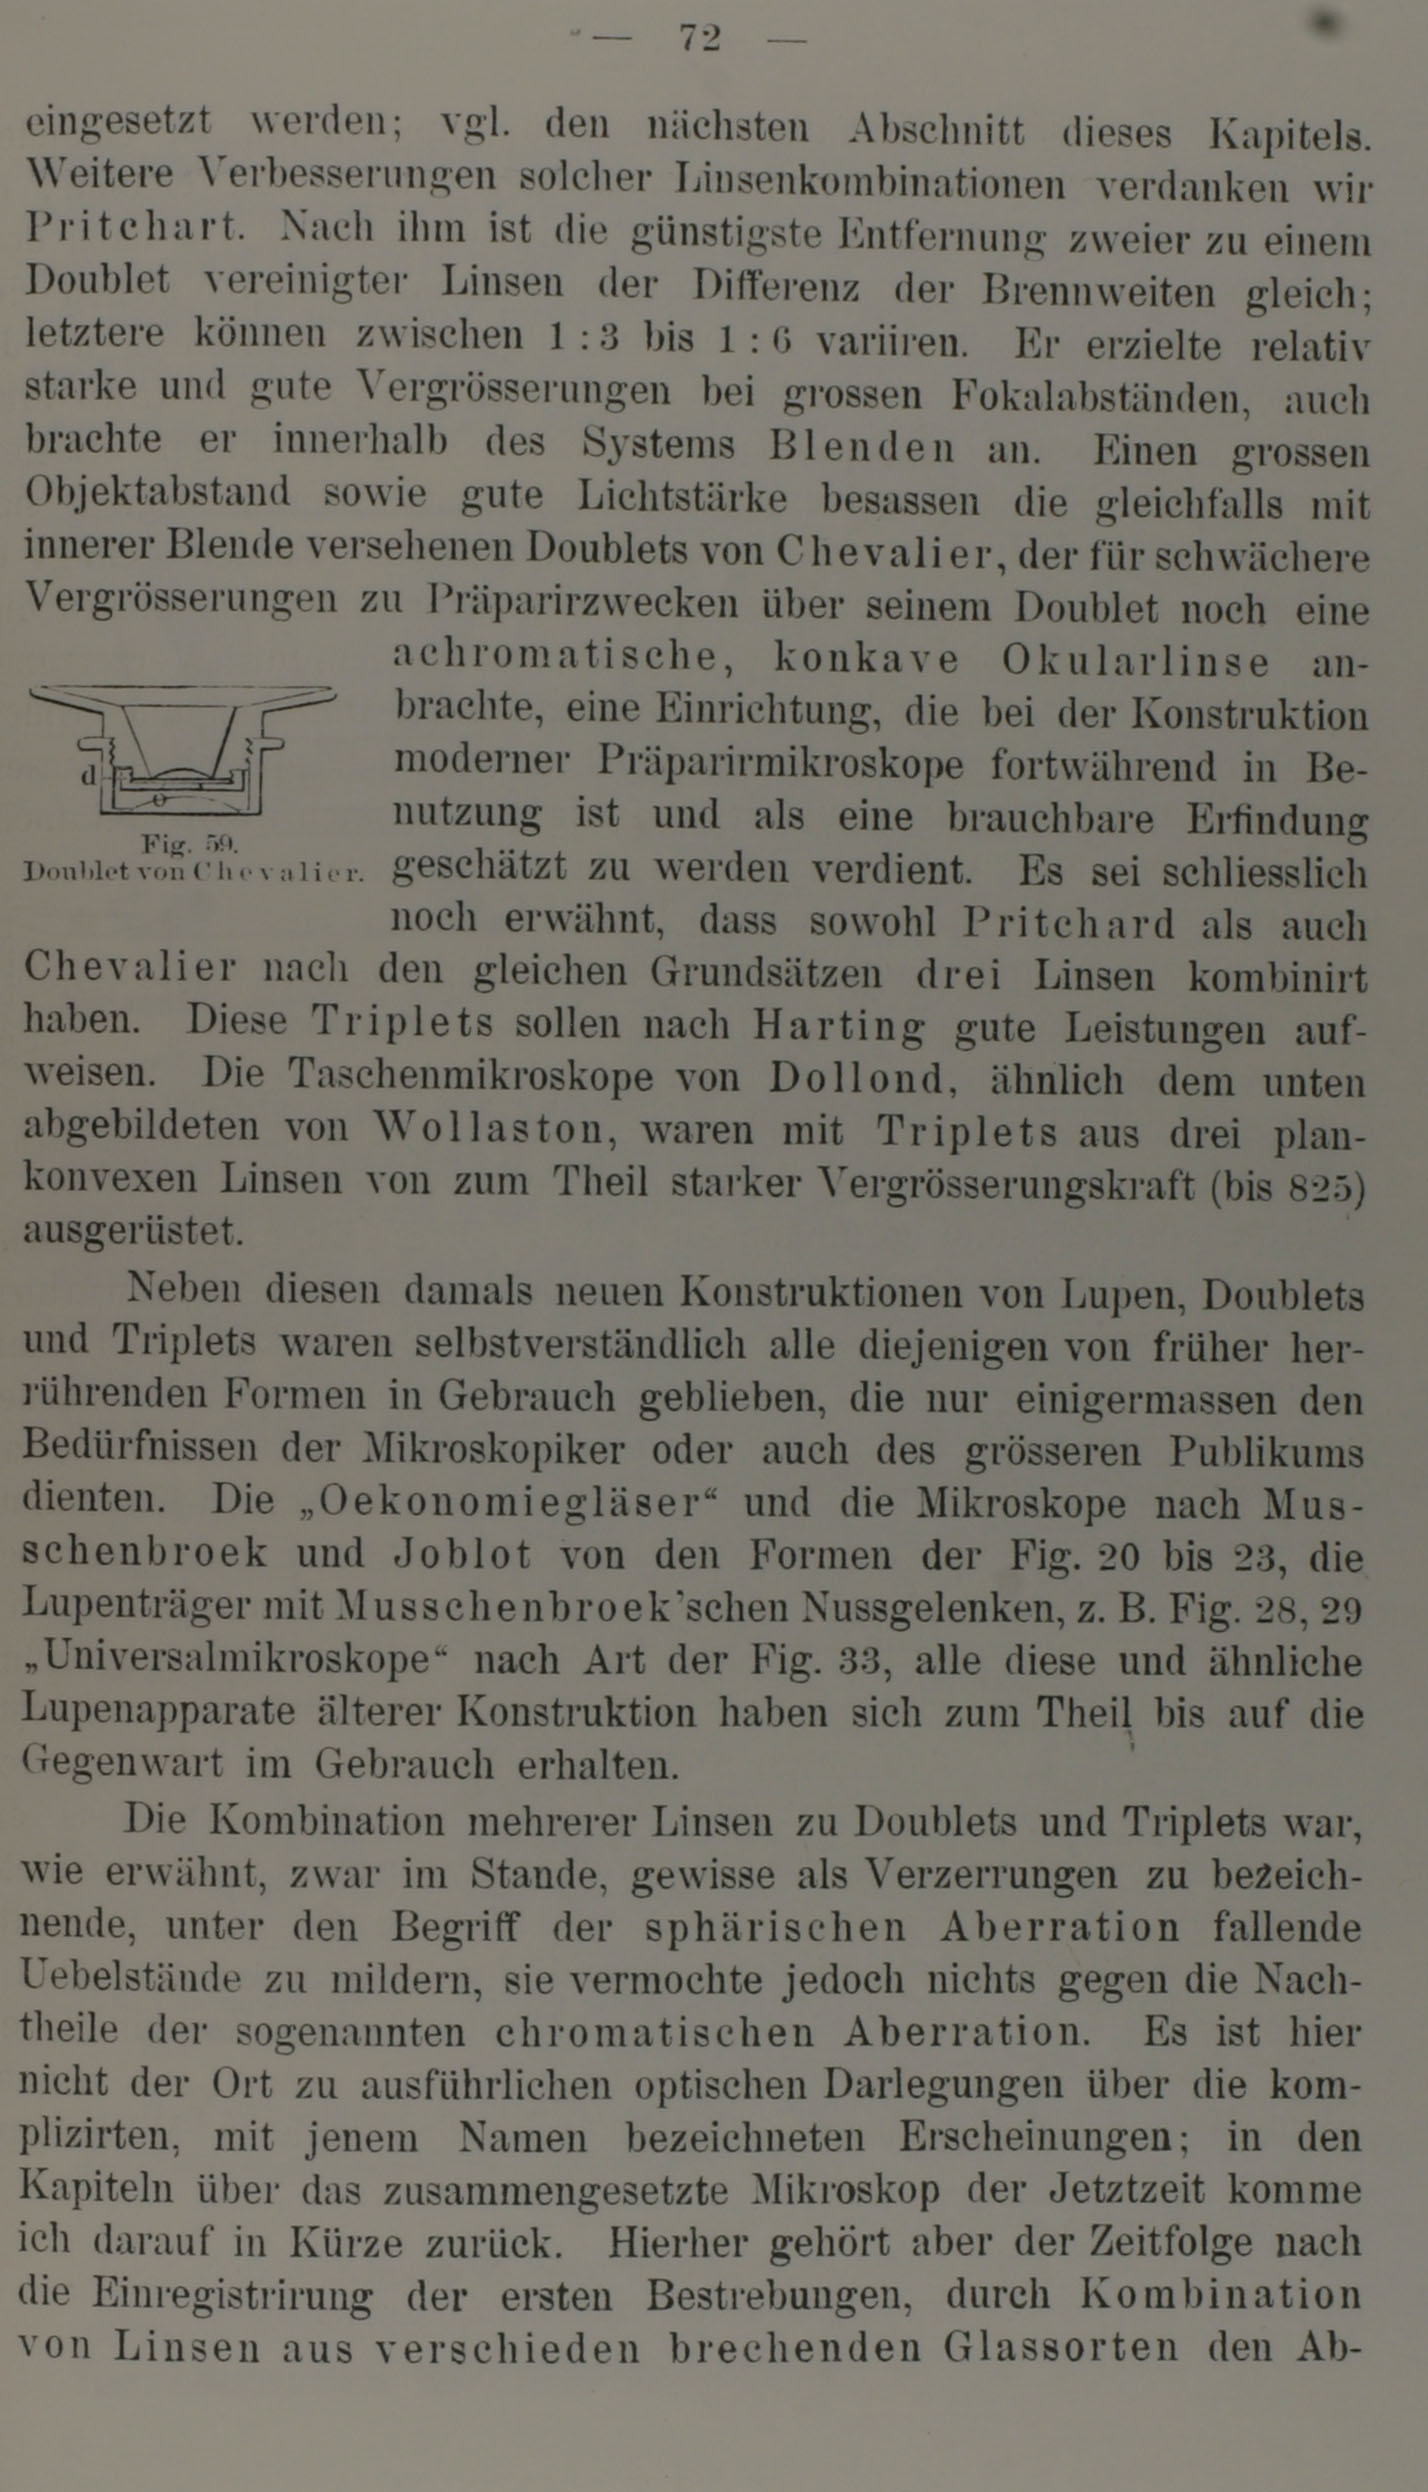 — 72 —
eingesetzt werden; vgl. den nächsten Abschnitt dieses Kapitels.
Weitere Verbesserungen solcher Linsenkombinationen verdanken wir
Pritchart. Nach ihm ist die günstigste Entfernung zweier zu einem
Doublet vereinigter Linsen der Differenz der Brennweiten gleich;
letztere können zwischen 1 : 3 bis 1 : 6 variiren. Er erzielte relativ
starke und gute Vergrösserungen bei grossen Fokalabständen, auch
brachte er innerhalb des Systems Blenden an. Einen grossen
Objektabstand sowie gute Lichtstärke besassen die gleichfalls mit
innerer Blende versehenen Doublets von Chevalier, der für schwächere
Vergrösserungen zu Präparirzwecken über seinem Doublet noch eine
achromatische, konkave Okularlinse an-
brachte, eine Einrichtung, die bei der Konstruktion
moderner Präparirmikroskope fortwährend in Be-
nutzung ist und als eine brauchbare Erfindung
geschätzt zu werden verdient. Es sei schliesslich
noch erwähnt, dass sowohl Pritchard als auch
d
Fig. 59.
Doublet von Chevalier.
Chevalier nach den gleichen Grundsätzen drei Linsen kombinirt
haben. Diese Triplets sollen nach Harting gute Leistungen auf-
weisen. Die Taschenmikroskope von Dollond, ähnlich dem unten
abgebildeten von Wollaston, waren mit Triplets aus drei plan-
konvexen Linsen von zum Theil starker Vergrösserungskraft (bis 825)
ausgerüstet.
Neben diesen damals neuen Konstruktionen von Lupen, Doublets
und Triplets waren selbstverständlich alle diejenigen von früher her-
rührenden Formen in Gebrauch geblieben, die nur einigermassen den
Bedürfnissen der Mikroskopiker oder auch des grösseren Publikums
dienten. Die „Oekonomiegläser“ und die Mikroskope nach Mus-
schenbroek und Joblot von den Formen der Fig. 20 bis 23, die
Lupenträger mit Musschenbroek'schen Nussgelenken, z. B. Fig. 28, 29
„Universalmikroskope“ nach Art der Fig. 33, alle diese und ähnliche
Lupenapparate älterer Konstruktion haben sich zum Theil bis auf die
Gegenwart im Gebrauch erhalten.
Die Kombination mehrerer Linsen zu Doublets und Triplets war,
wie erwähnt, zwar im Stande, gewisse als Verzerrungen zu bezeich-
nende, unter den Begriff der sphärischen Aberration fallende
Uebelstände zu mildern, sie vermochte jedoch nichts gegen die Nach-
theile der sogenannten chromatischen Aberration. Es ist hier
nicht der Ort zu ausführlichen optischen Darlegungen über die kom-
plizirten, mit jenem Namen bezeichneten Erscheinungen; in den
Kapiteln über das zusammengesetzte Mikroskop der Jetztzeit komme
ich darauf in Kürze zurück. Hierher gehört aber der Zeitfolge nach
die Einregistrirung der ersten Bestrebungen, durch Kombination
von Linsen aus verschieden brechenden Glassorten den Ab-